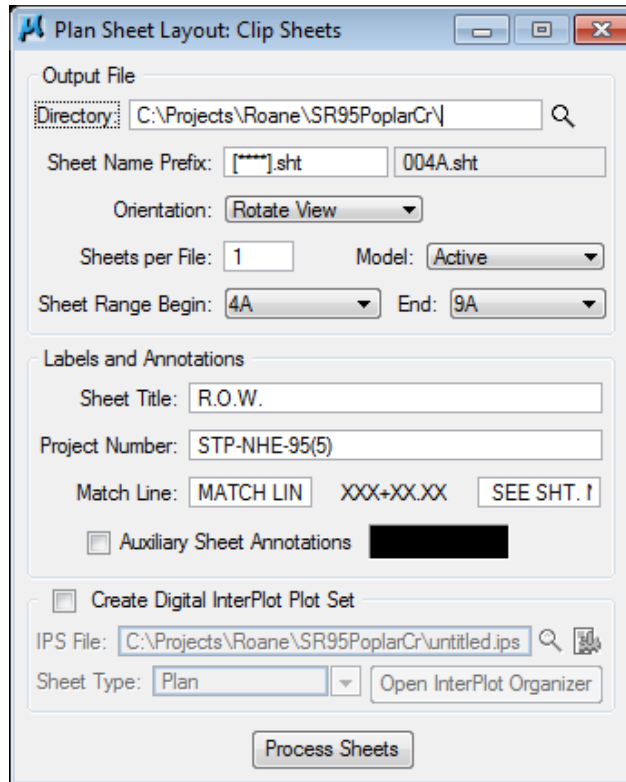 Plan Sheet Layout: Clip Sheets
Output File
Directory: C:\Projects\Roane\SR95PoplarCr\
Sheet Name Prefix: [****].sht 004A.sht
Orientation: Rotate View
Sheets per File: 1 Model: Active
Sheet Range Begin: 4A End: 9A
Labels and Annotations
Sheet Title: R.O.W.
Project Number: STP-NHE-95(5)
Match Line: MATCH LIN XXX+XX.XX SEE SHT.
Auxiliary Sheet Annotations
Create Digital InterPlot Plot Set
IPS File: C:\Projects\Roane\SR95PoplarCr\untitled.ips
Sheet Type: Plan Open InterPlot Organizer
Process Sheets